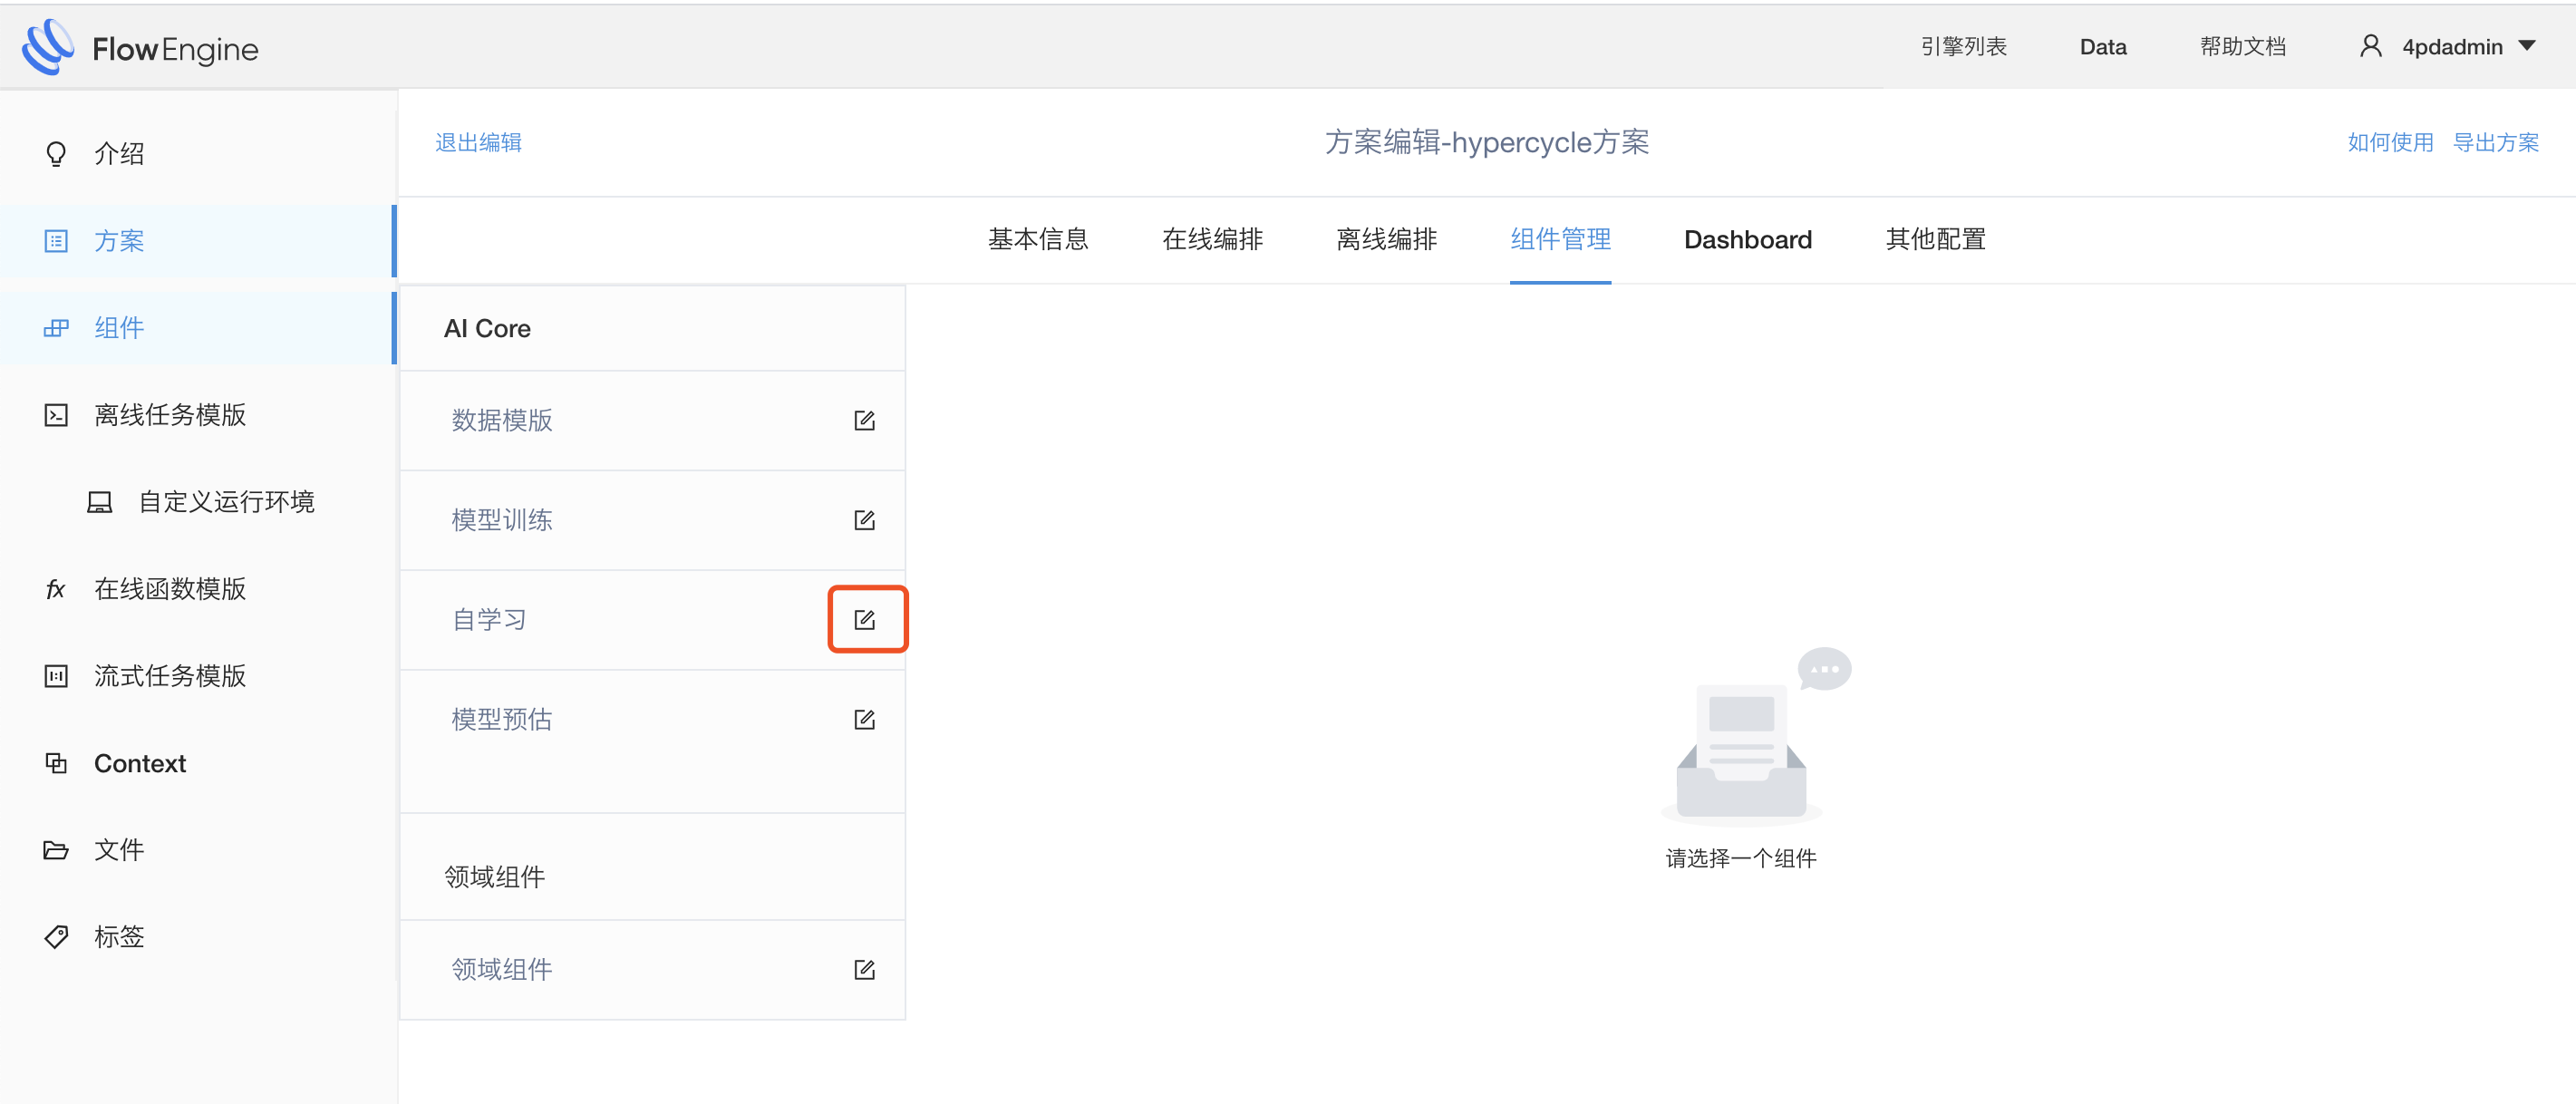 FlowEngine
引擎列表
Data
帮助文档
4pdadmin
介绍
方案
组件
离线任务模版
自定义运行环境
fx
在线函数模版
流式任务模版
Context
文件
标签
退出编辑
方案编辑-hypercycle方案
如何使用
导出方案
基本信息
在线编排
离线编排
组件管理
Dashboard
其他配置
AI Core
数据模版
模型训练
自学习
模型预估
领域组件
领域组件
请选择一个组件